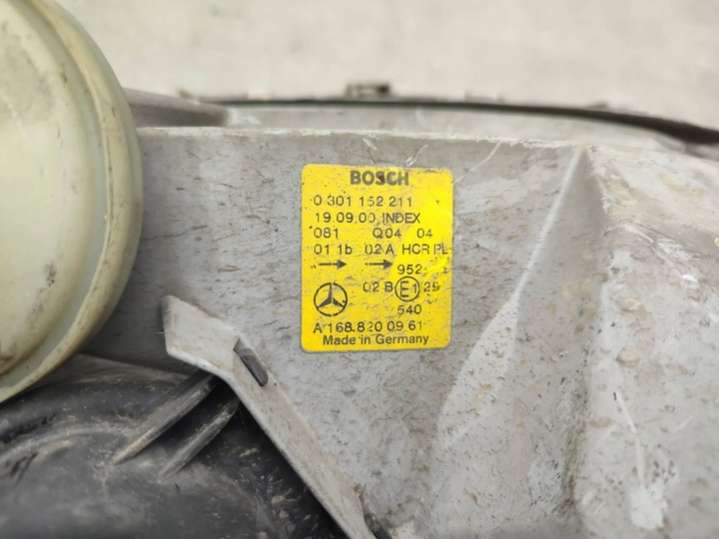 BOSCH
0 301 152 211
19.09.00 INDEX
081 Q04 04
01 1b 02 A HCR PL
952
02 B E1 25
540
A 168 820 09 61
Made in Germany